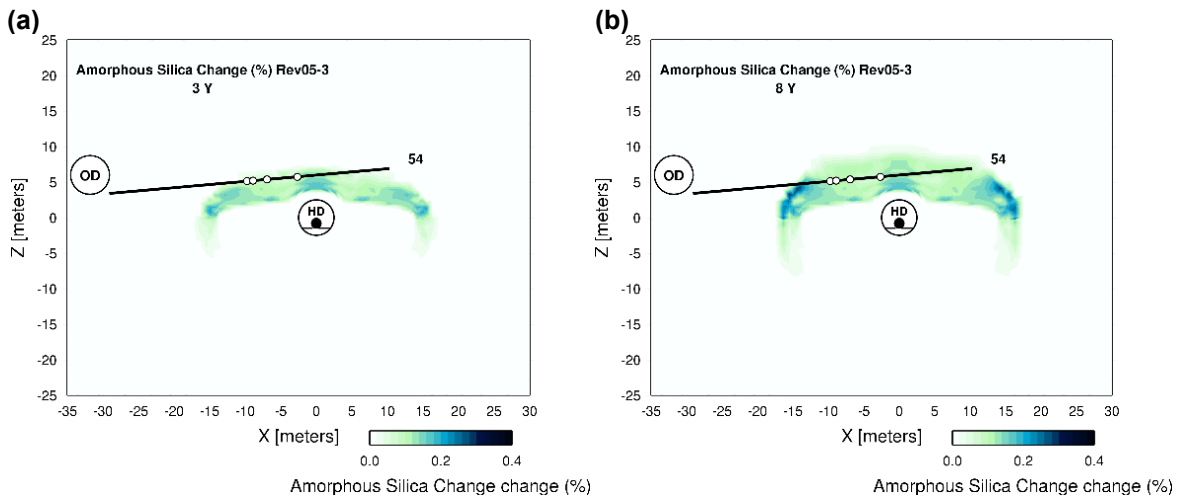 (a)
25
20
15
10
5
0
-5
-10
-15
-20
-25
Z [meters]
Amorphous Silica Change (%) Rev05-3
3 Y
OD
54
HD
-35 -30 -25 -20 -15 -10 -5 0 5 10 15 20 25 30
X [meters]
0.0 0.2 0.4
Amorphous Silica Change change (%)
(b)
25
20
15
10
5
0
-5
-10
-15
-20
-25
Z [meters]
Amorphous Silica Change (%) Rev05-3
8 Y
OD
54
HD
-35 -30 -25 -20 -15 -10 -5 0 5 10 15 20 25 30
X [meters]
0.0 0.2 0.4
Amorphous Silica Change change (%)